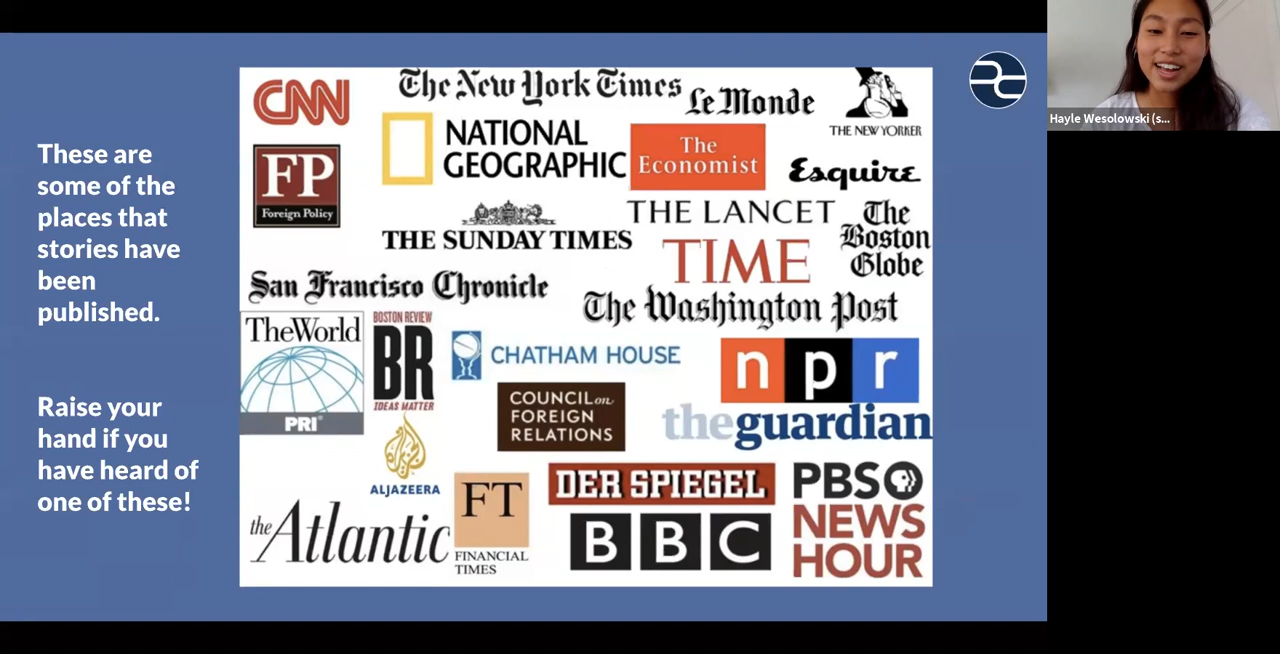 These are
some of the
places that
stories have
been
published.
Raise your
hand if you
have heard of
one of these!
CNN
The New York Times
Le Monde
THE NEW YORKER
FP
Foreign Policy
NATIONAL
GEOGRAPHIC
The
Economist
Esquire
THE SUNDAY TIMES
THE LANCET
The
Boston
Globe
TIME
San Francisco Chronicle
The Washington Post
The World
PRI®
BOSTON REVIEW
BR
IDEAS MATTER
CHATHAM HOUSE
npr
COUNCIL on
FOREIGN
RELATIONS
theguardian
ALJAZEERA
the Atlantic
FT
FINANCIAL
TIMES
DER SPIEGEL
BBC
PBS
NEWS
HOUR
Hayle Wesolowski (s...